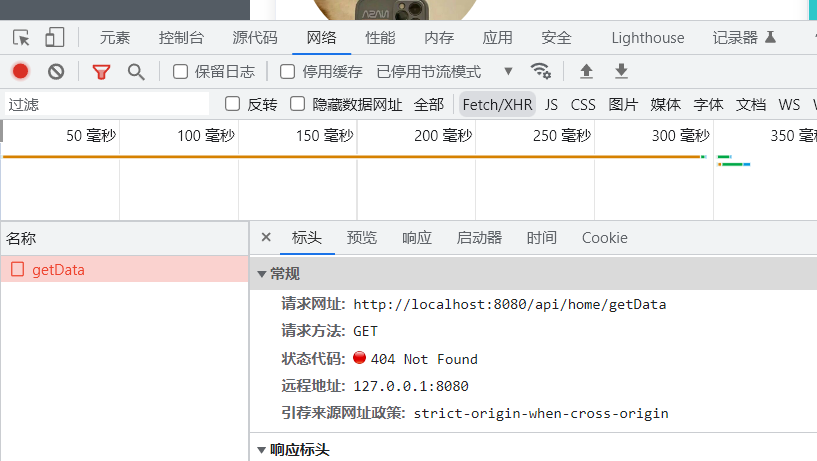 元素 控制台 源代码 网络 性能 内存 应用 安全 Lighthouse 记录器
保留日志 停用缓存 已停用节流模式
过滤 反转 隐藏数据网址 全部 Fetch/XHR JS CSS 图片 媒体 字体 文档 WS
50 毫秒 100 毫秒 150 毫秒 200 毫秒 250 毫秒 300 毫秒 350 毫
名称 标头 预览 响应 启动器 时间 Cookie
getData
常规
请求网址: http://localhost:8080/api/home/getData
请求方法: GET
状态代码: 404 Not Found
远程地址: 127.0.0.1:8080
引荐来源网址政策: strict-origin-when-cross-origin
响应标头